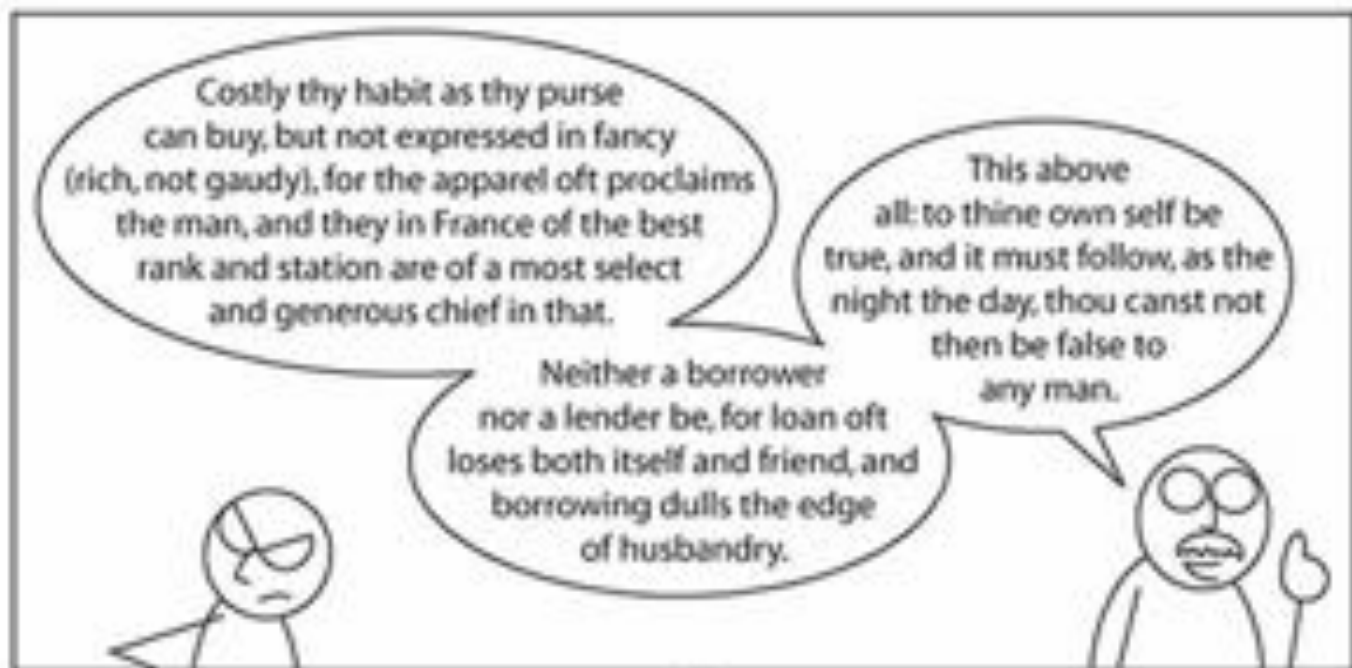 Costly thy habit as thy purse
can buy, but not expressed in fancy
(rich, not gaudy), for the apparel oft proclaims
the man, and they in France of the best
rank and station are of a most select
and generous chief in that.
Neither a borrower
nor a lender be, for loan oft
loses both itself and friend, and
borrowing dulls the edge
of husbandry.
This above
all: to thine own self be
true, and it must follow, as the
night the day, thou canst not
then be false to
any man.